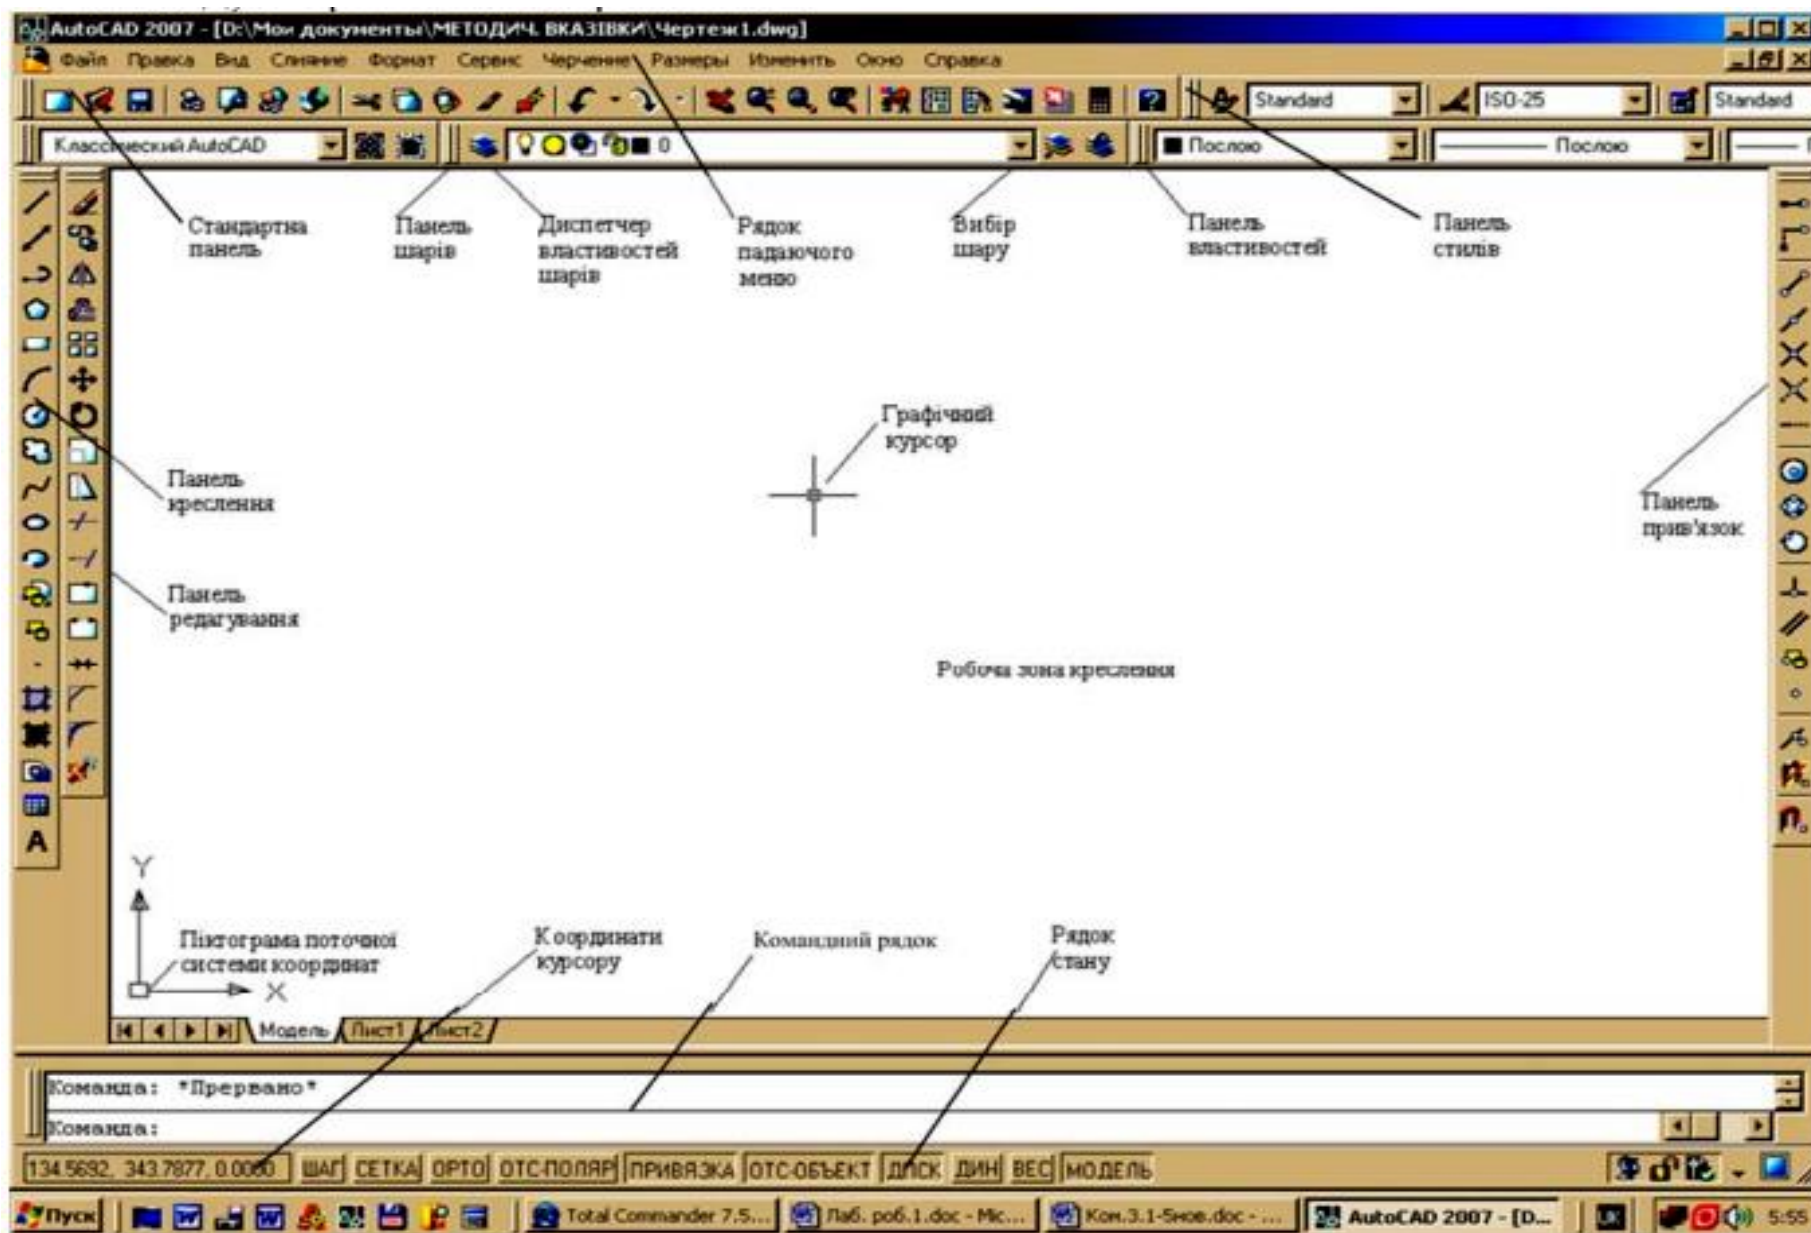 AutoCAD 2007 - [D:\Мои документы\МЕТОДИЧ. ВКАЗІВКИ\Чертеж1.dwg]
Файл Правка Вид Слияние Формат Сервис Черчение Размеры Изменить Окно Справка
Standard ISO-25 Standard
Классический AutoCAD 0 Послою Послою
Стандартна
панель
Панель
шарів
Диспетчер
властивостей
шарів
Рядок
падаючого
меню
Вибір
шару
Панель
властивостей
Панель
стилів
Графічний
курсор
Панель
креслення
Панель
прив'язок
Панель
редагування
Робоча зона креслення
A
Y
Піктограма поточної
системи координат
X
Координати
курсору
Командний рядок
Рядок
стану
Модель Лист1 Лист2
Команда: *Прервано*
Команда:
134.5692, 343.7877, 0.0000 ШАГ СЕТКА ОРТО ОТС-ПОЛЯР ПРИВЯЗКА ОТС-ОБЪЕКТ ДПСК ДИН ВЕС МОДЕЛЬ
Пуск Total Commander 7.5... Лаб. роб.1.doc - Mic... Ком.3.1-5нов.doc - ... AutoCAD 2007 - [D... UK 5:55